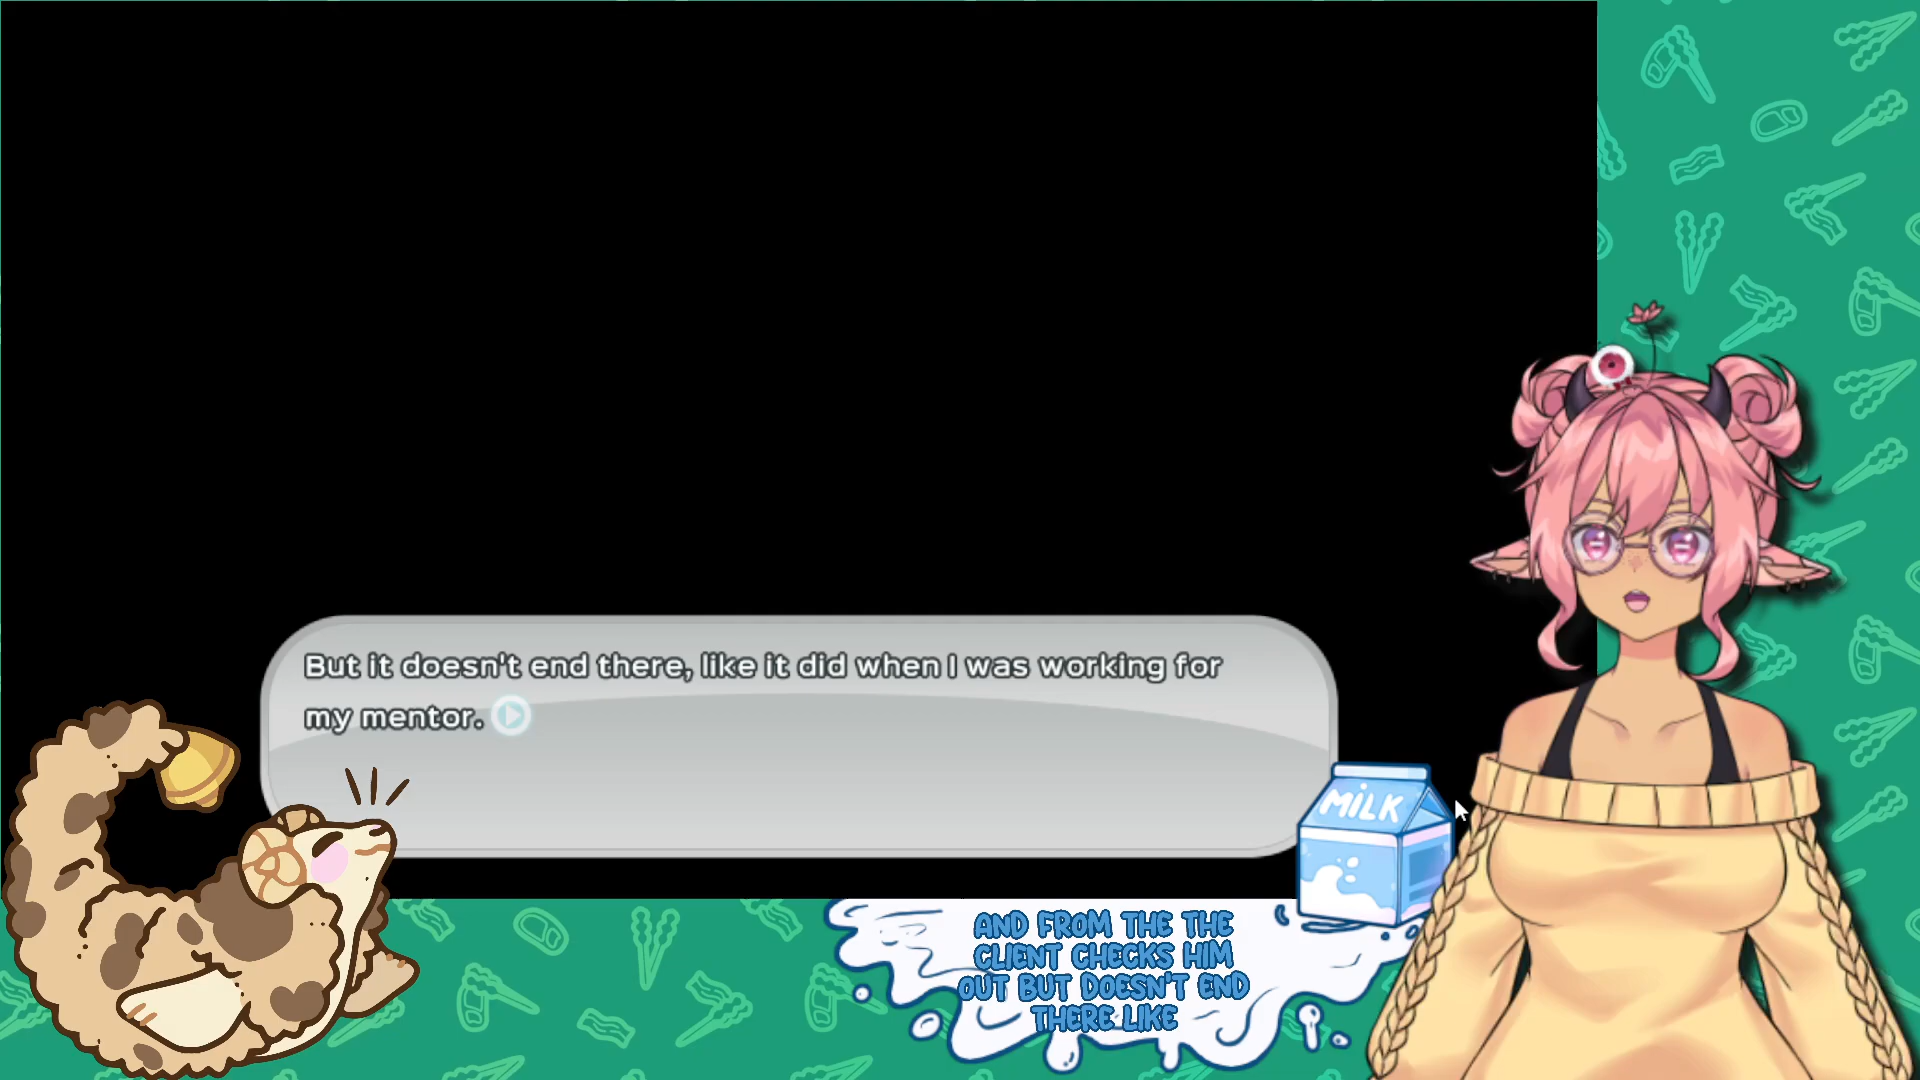 But it doesn't end there, like it did when I was working for
my mentor.
MiLK
AND FROM THE THE
CLIENT CHECKS HIM
OUT BUT DOESN'T END
THERE LIKE